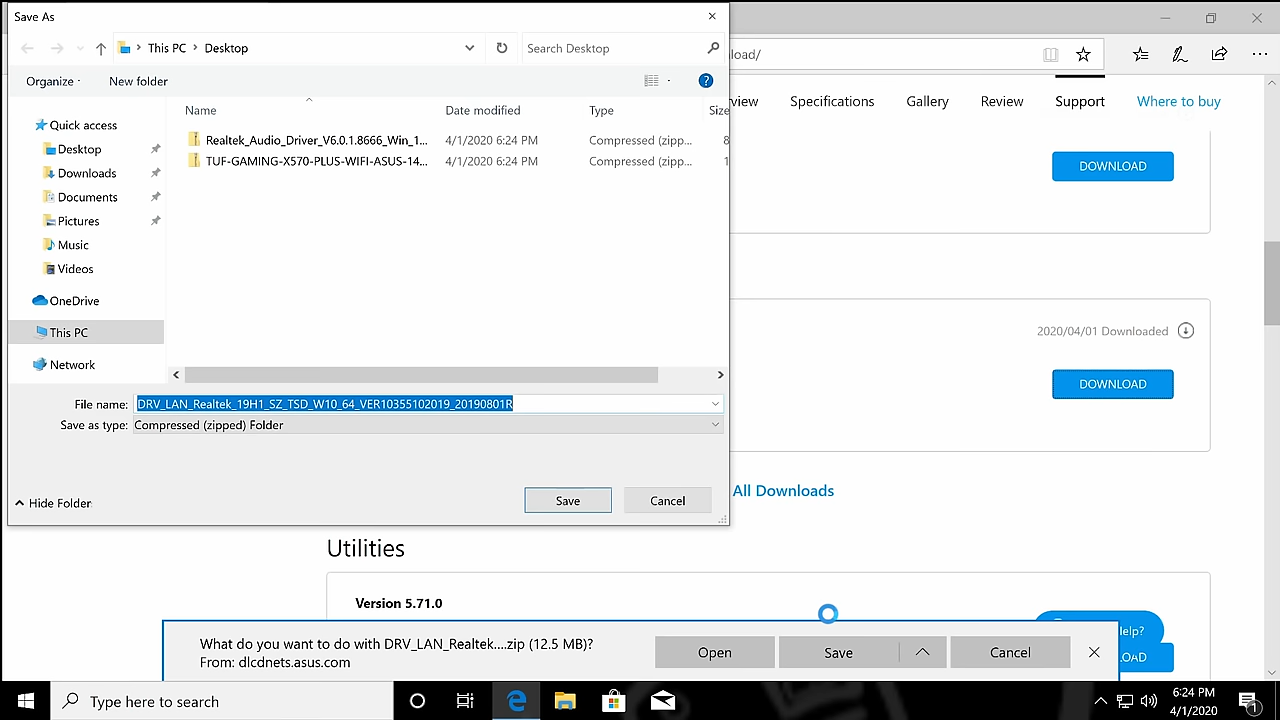 Save As
This PC
Desktop
Search Desktop
load/
Organize
New folder
?
Name
Date modified
Type
Size
Realtek_Audio_Driver_V6.0.1.8666_Win_1...
4/1/2020 6:24 PM
Compressed (zipp...
8
TUF-GAMING-X570-PLUS-WIFI-ASUS-14...
4/1/2020 6:24 PM
Compressed (zipp...
1
Quick access
Desktop
Downloads
Documents
Pictures
Music
Videos
OneDrive
This PC
Network
File name:
DRV_LAN_Realtek_19H1_SZ_TSD_W10_64_VER10355102019_20190801R
Save as type:
Compressed (zipped) Folder
Hide Folder
Save
Cancel
view
Specifications
Gallery
Review
Support
Where to buy
DOWNLOAD
2020/04/01 Downloaded
DOWNLOAD
All Downloads
Utilities
Version 5.71.0
elp?
OAD
What do you want to do with DRV_LAN_Realtek....zip (12.5 MB)?
From: dlcdnets.asus.com
Open
Save
Cancel
Type here to search
6:24 PM
4/1/2020
1